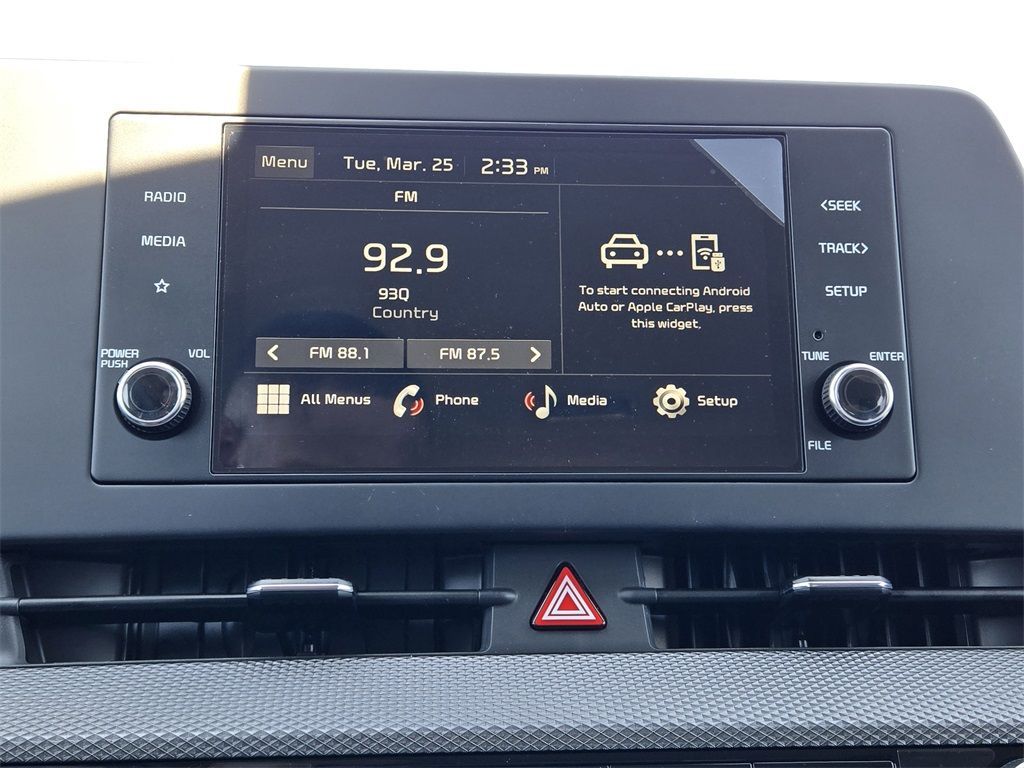 RADIO
MEDIA
POWER
PUSH
VOL
Menu
Tue, Mar. 25
2:33 PM
FM
92.9
93Q
Country
FM 88.1
FM 87.5
To start connecting Android
Auto or Apple CarPlay, press
this widget.
All Menus
Phone
Media
Setup
<SEEK
TRACK>
SETUP
TUNE
ENTER
FILE